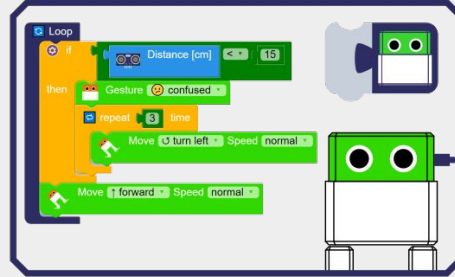 Loop
if Distance [cm] < 15
then Gesture confused
repeat 3 time
Move ↺ turn left Speed normal
Move ↑ forward Speed normal